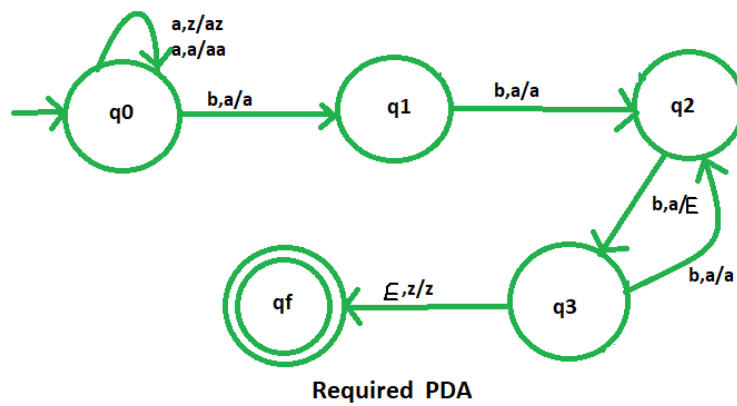 a,z/az
a,a/aa
q0
b,a/a
q1
b,a/a
q2
b,a/E
b,a/a
qf
E,z/z
q3
Required PDA